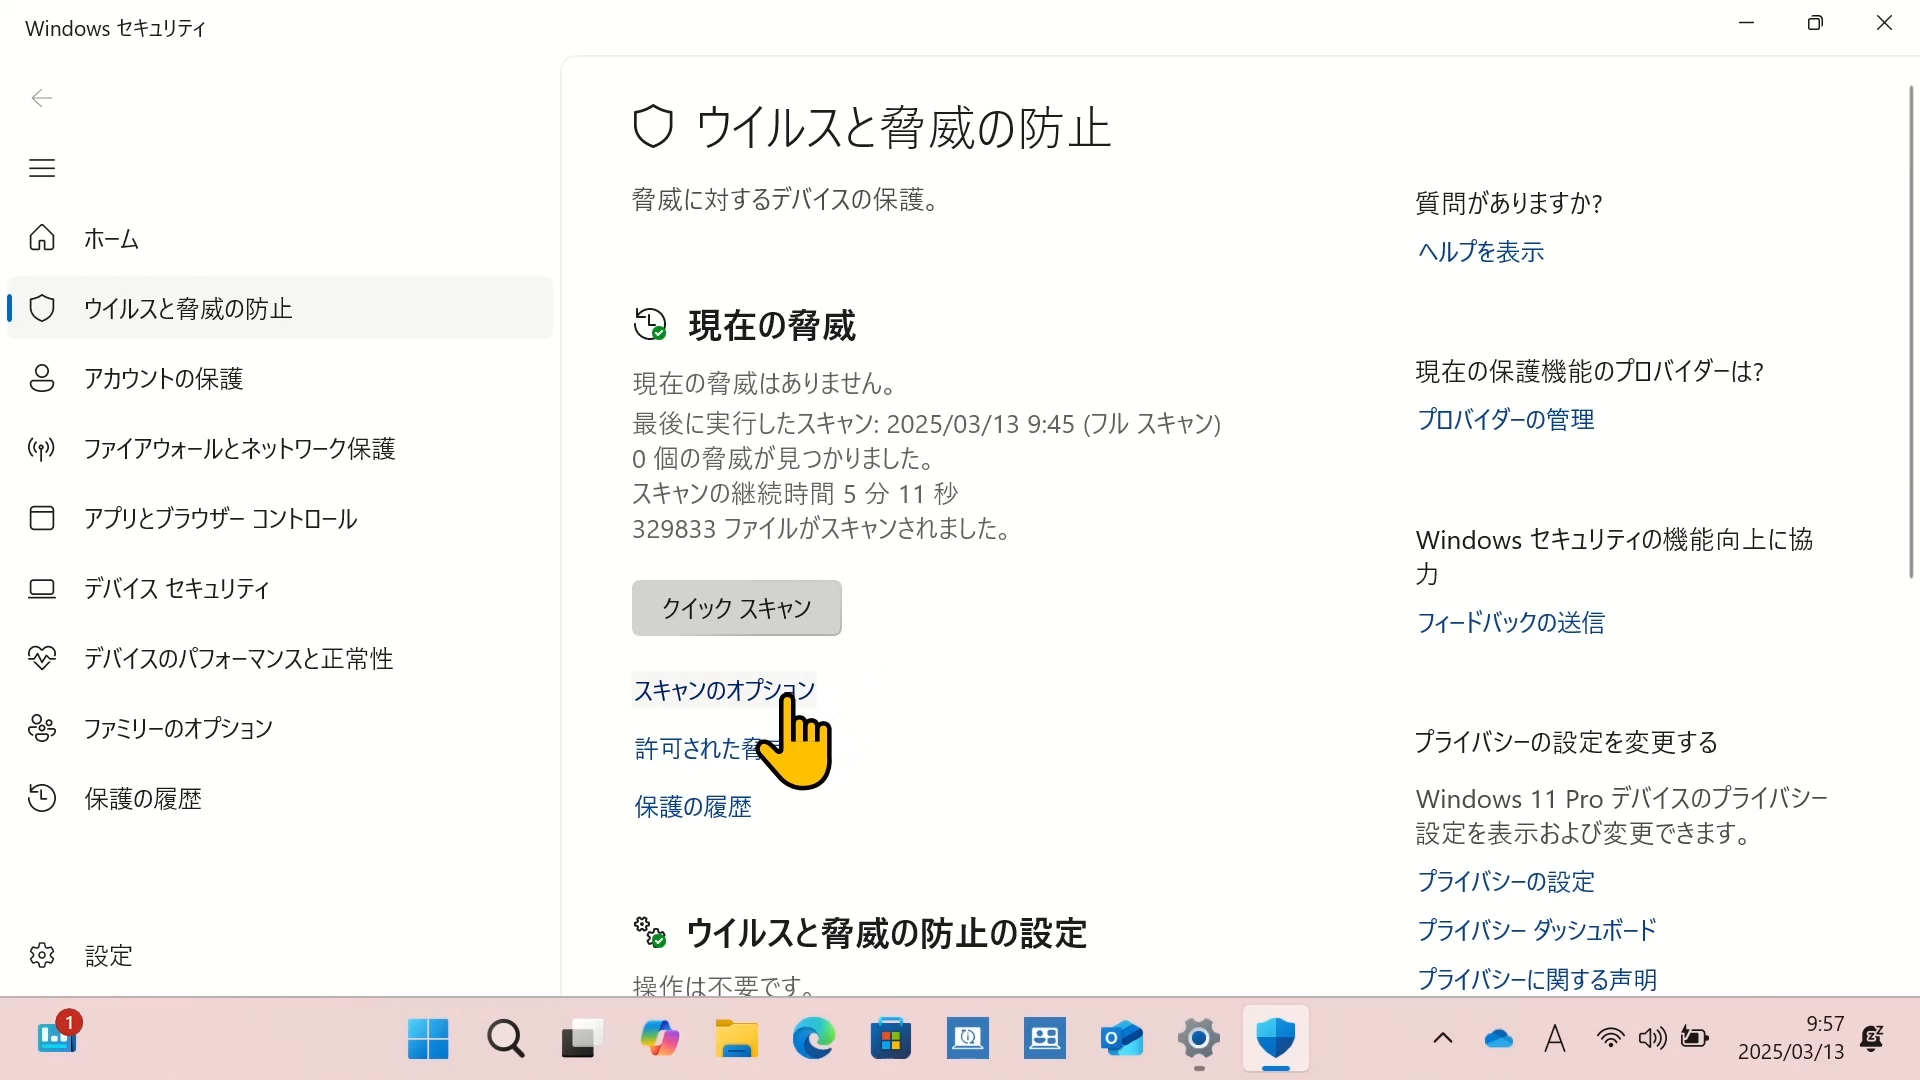 Windows セキュリティ
ホーム
ウイルスと脅威の防止
アカウントの保護
ファイアウォールとネットワーク保護
アプリとブラウザー コントロール
デバイス セキュリティ
デバイスのパフォーマンスと正常性
ファミリーのオプション
保護の履歴
設定
ウイルスと脅威の防止
脅威に対するデバイスの保護。
現在の脅威
現在の脅威はありません。
最後に実行したスキャン: 2025/03/13 9:45 (フル スキャン)
0 個の脅威が見つかりました。
スキャンの継続時間 5 分 11 秒
329833 ファイルがスキャンされました。
クイック スキャン
スキャンのオプション
許可された脅
保護の履歴
ウイルスと脅威の防止の設定
操作は不要です。
質問がありますか?
ヘルプを表示
現在の保護機能のプロバイダーは?
プロバイダーの管理
Windows セキュリティの機能向上に協
力
フィードバックの送信
プライバシーの設定を変更する
Windows 11 Pro デバイスのプライバシー
設定を表示および変更できます。
プライバシーの設定
プライバシー ダッシュボード
プライバシーに関する声明
1
A
9:57
2025/03/13